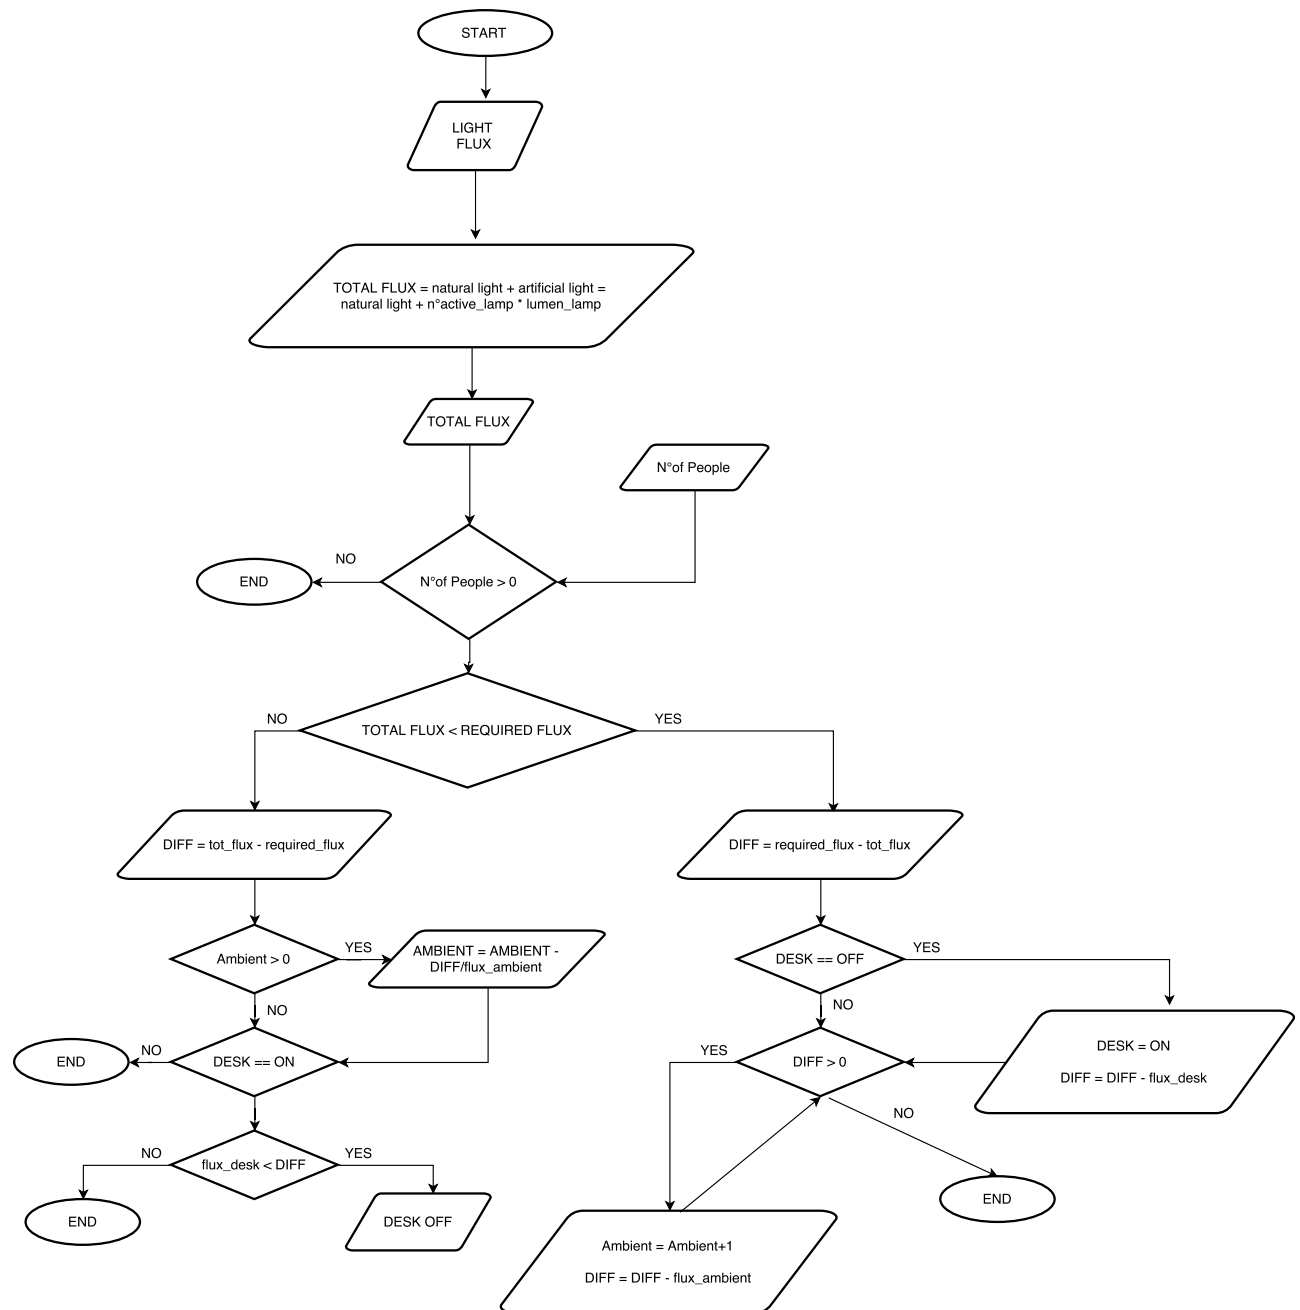 START
LIGHT
FLUX
TOTAL FLUX = natural light + artificial light =
natural light + n°active_lamp * lumen_lamp
TOTAL FLUX
N°of People
NO
END
N°of People > 0
NO
YES
TOTAL FLUX < REQUIRED FLUX
DIFF = tot_flux - required_flux
DIFF = required_flux - tot_flux
Ambient > 0
YES
AMBIENT = AMBIENT -
DIFF/flux_ambient
DESK == OFF
YES
NO
NO
END
NO
DESK == ON
YES
DIFF > 0
DESK = ON
DIFF = DIFF - flux_desk
NO
NO
flux_desk < DIFF
YES
END
DESK OFF
END
Ambient = Ambient+1
DIFF = DIFF - flux_ambient